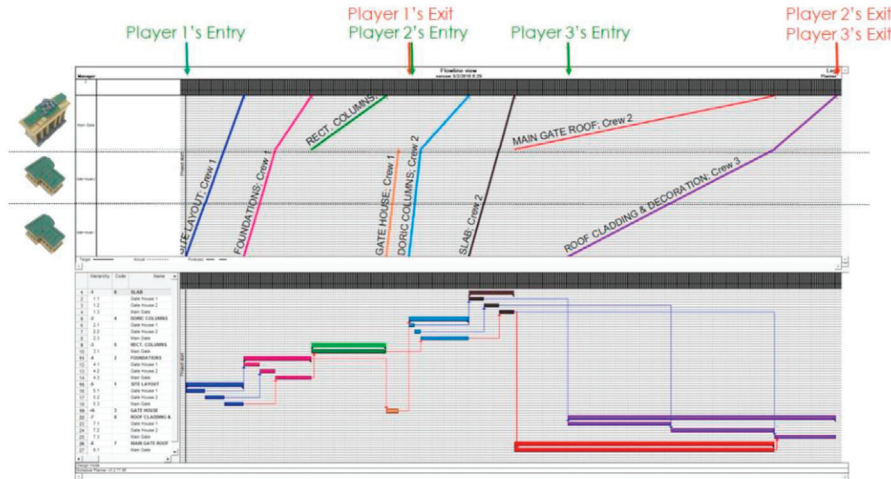 Player 1's Exit
Player 2's Exit
Player 1's Entry
Player 2's Entry
Player 3's Entry
Player 3's Exit
Flowline view
Manager
Main Gate
Project start
SITE LAYOUT; Crew 1
FOUNDATIONS; Crew 1
RECT. COLUMNS;
GATE HOUSE; Crew 1
DORIC COLUMNS; Crew 2
SLAB; Crew 2
MAIN GATE ROOF; Crew 2
ROOF CLADDING & DECORATION; Crew 3
Hierarchy Code Name
SLAB
Gate House 1
Gate House 2
Main Gate
DORIC COLUMNS
Gate House 1
Gate House 2
Main Gate
RECT. COLUMNS
Main Gate
FOUNDATIONS
Gate House 1
Gate House 2
Main Gate
SITE LAYOUT
Gate House 1
Gate House 2
Main Gate
GATE HOUSE
ROOF CLADDING &
Gate House 1
Gate House 2
Main Gate
MAIN GATE ROOF